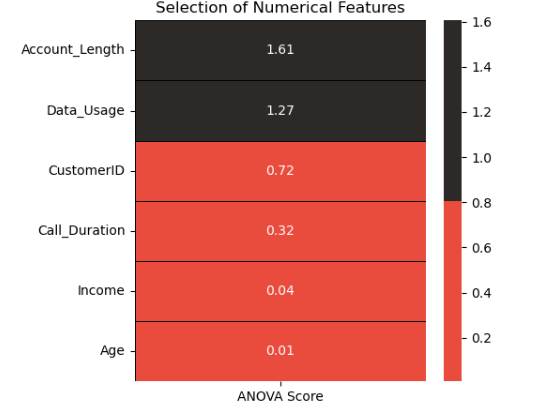 Selection of Numerical Features
Account_Length
1.61
Data_Usage
1.27
CustomerID
0.72
Call_Duration
0.32
Income
0.04
Age
0.01
ANOVA Score
1.6
1.4
1.2
1.0
0.8
0.6
0.4
0.2